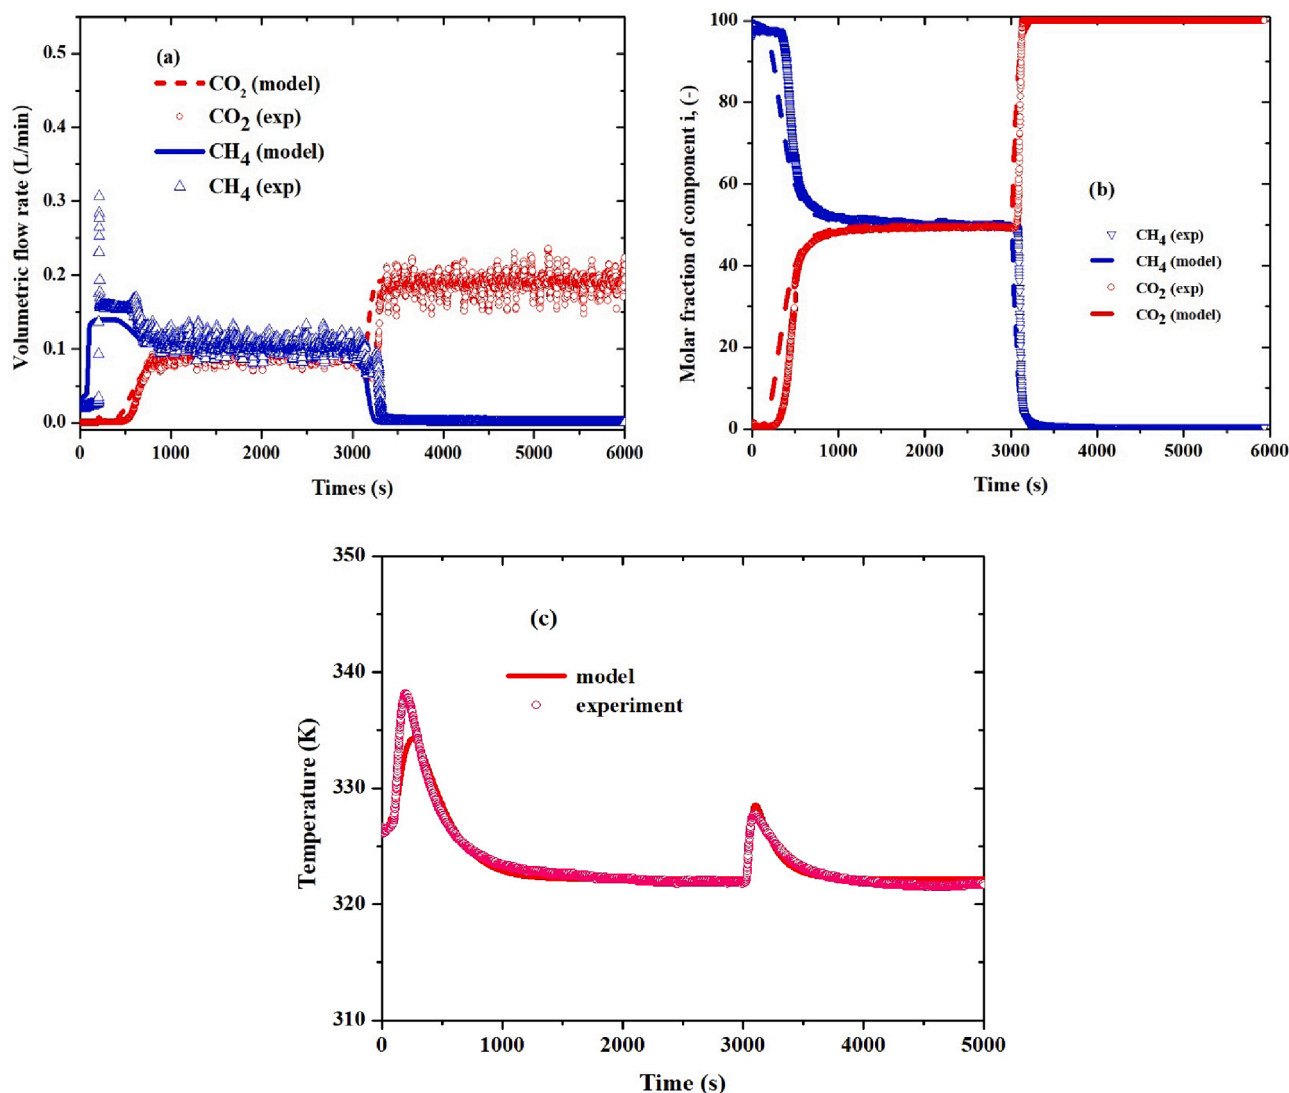 (a)
CO2 (model)
CO2 (exp)
CH4 (model)
CH4 (exp)
0.5
0.4
0.3
0.2
0.1
0.0
Volumetric flow rate (L/min)
0 1000 2000 3000 4000 5000 6000
Times (s)
100
80
60
40
20
0
Molar fraction of component i, (-)
(b)
CH4 (exp)
CH4 (model)
CO2 (exp)
CO2 (model)
0 1000 2000 3000 4000 5000 6000
Time (s)
350
340
330
320
310
Temperature (K)
(c)
model
experiment
0 1000 2000 3000 4000 5000
Time (s)